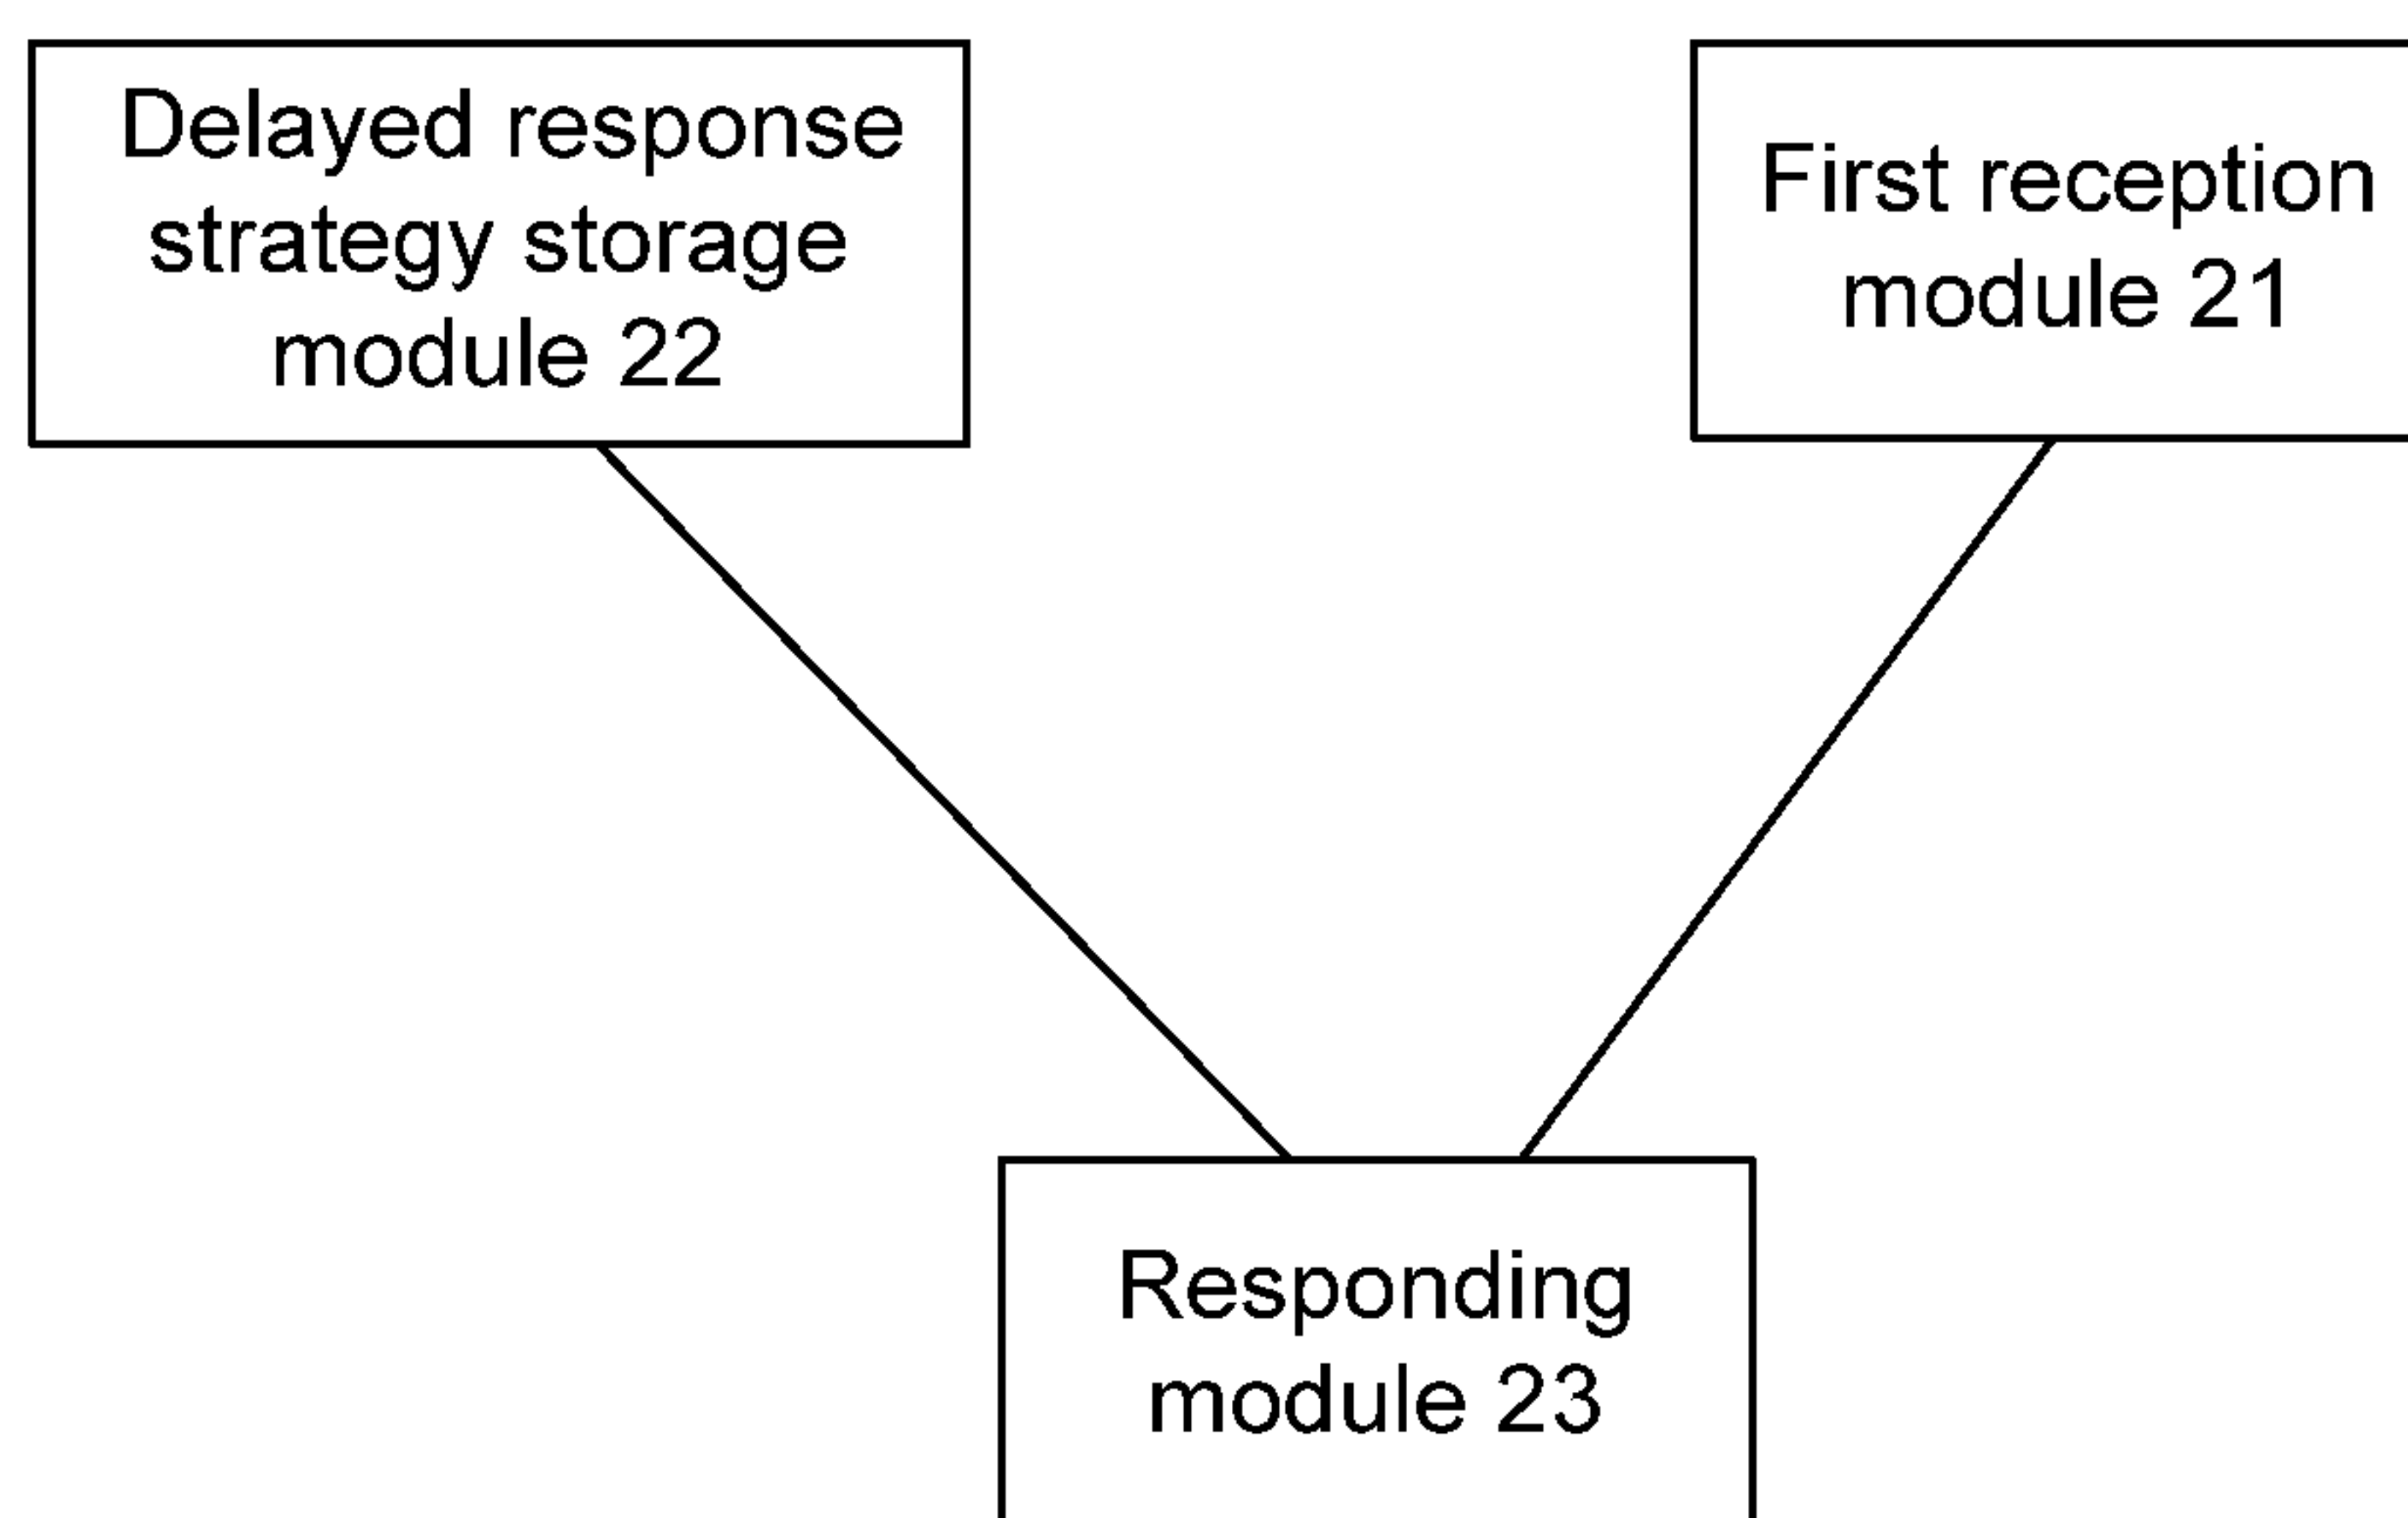 Delayed response
strategy storage
module 22
First reception
module 21
Responding
module 23